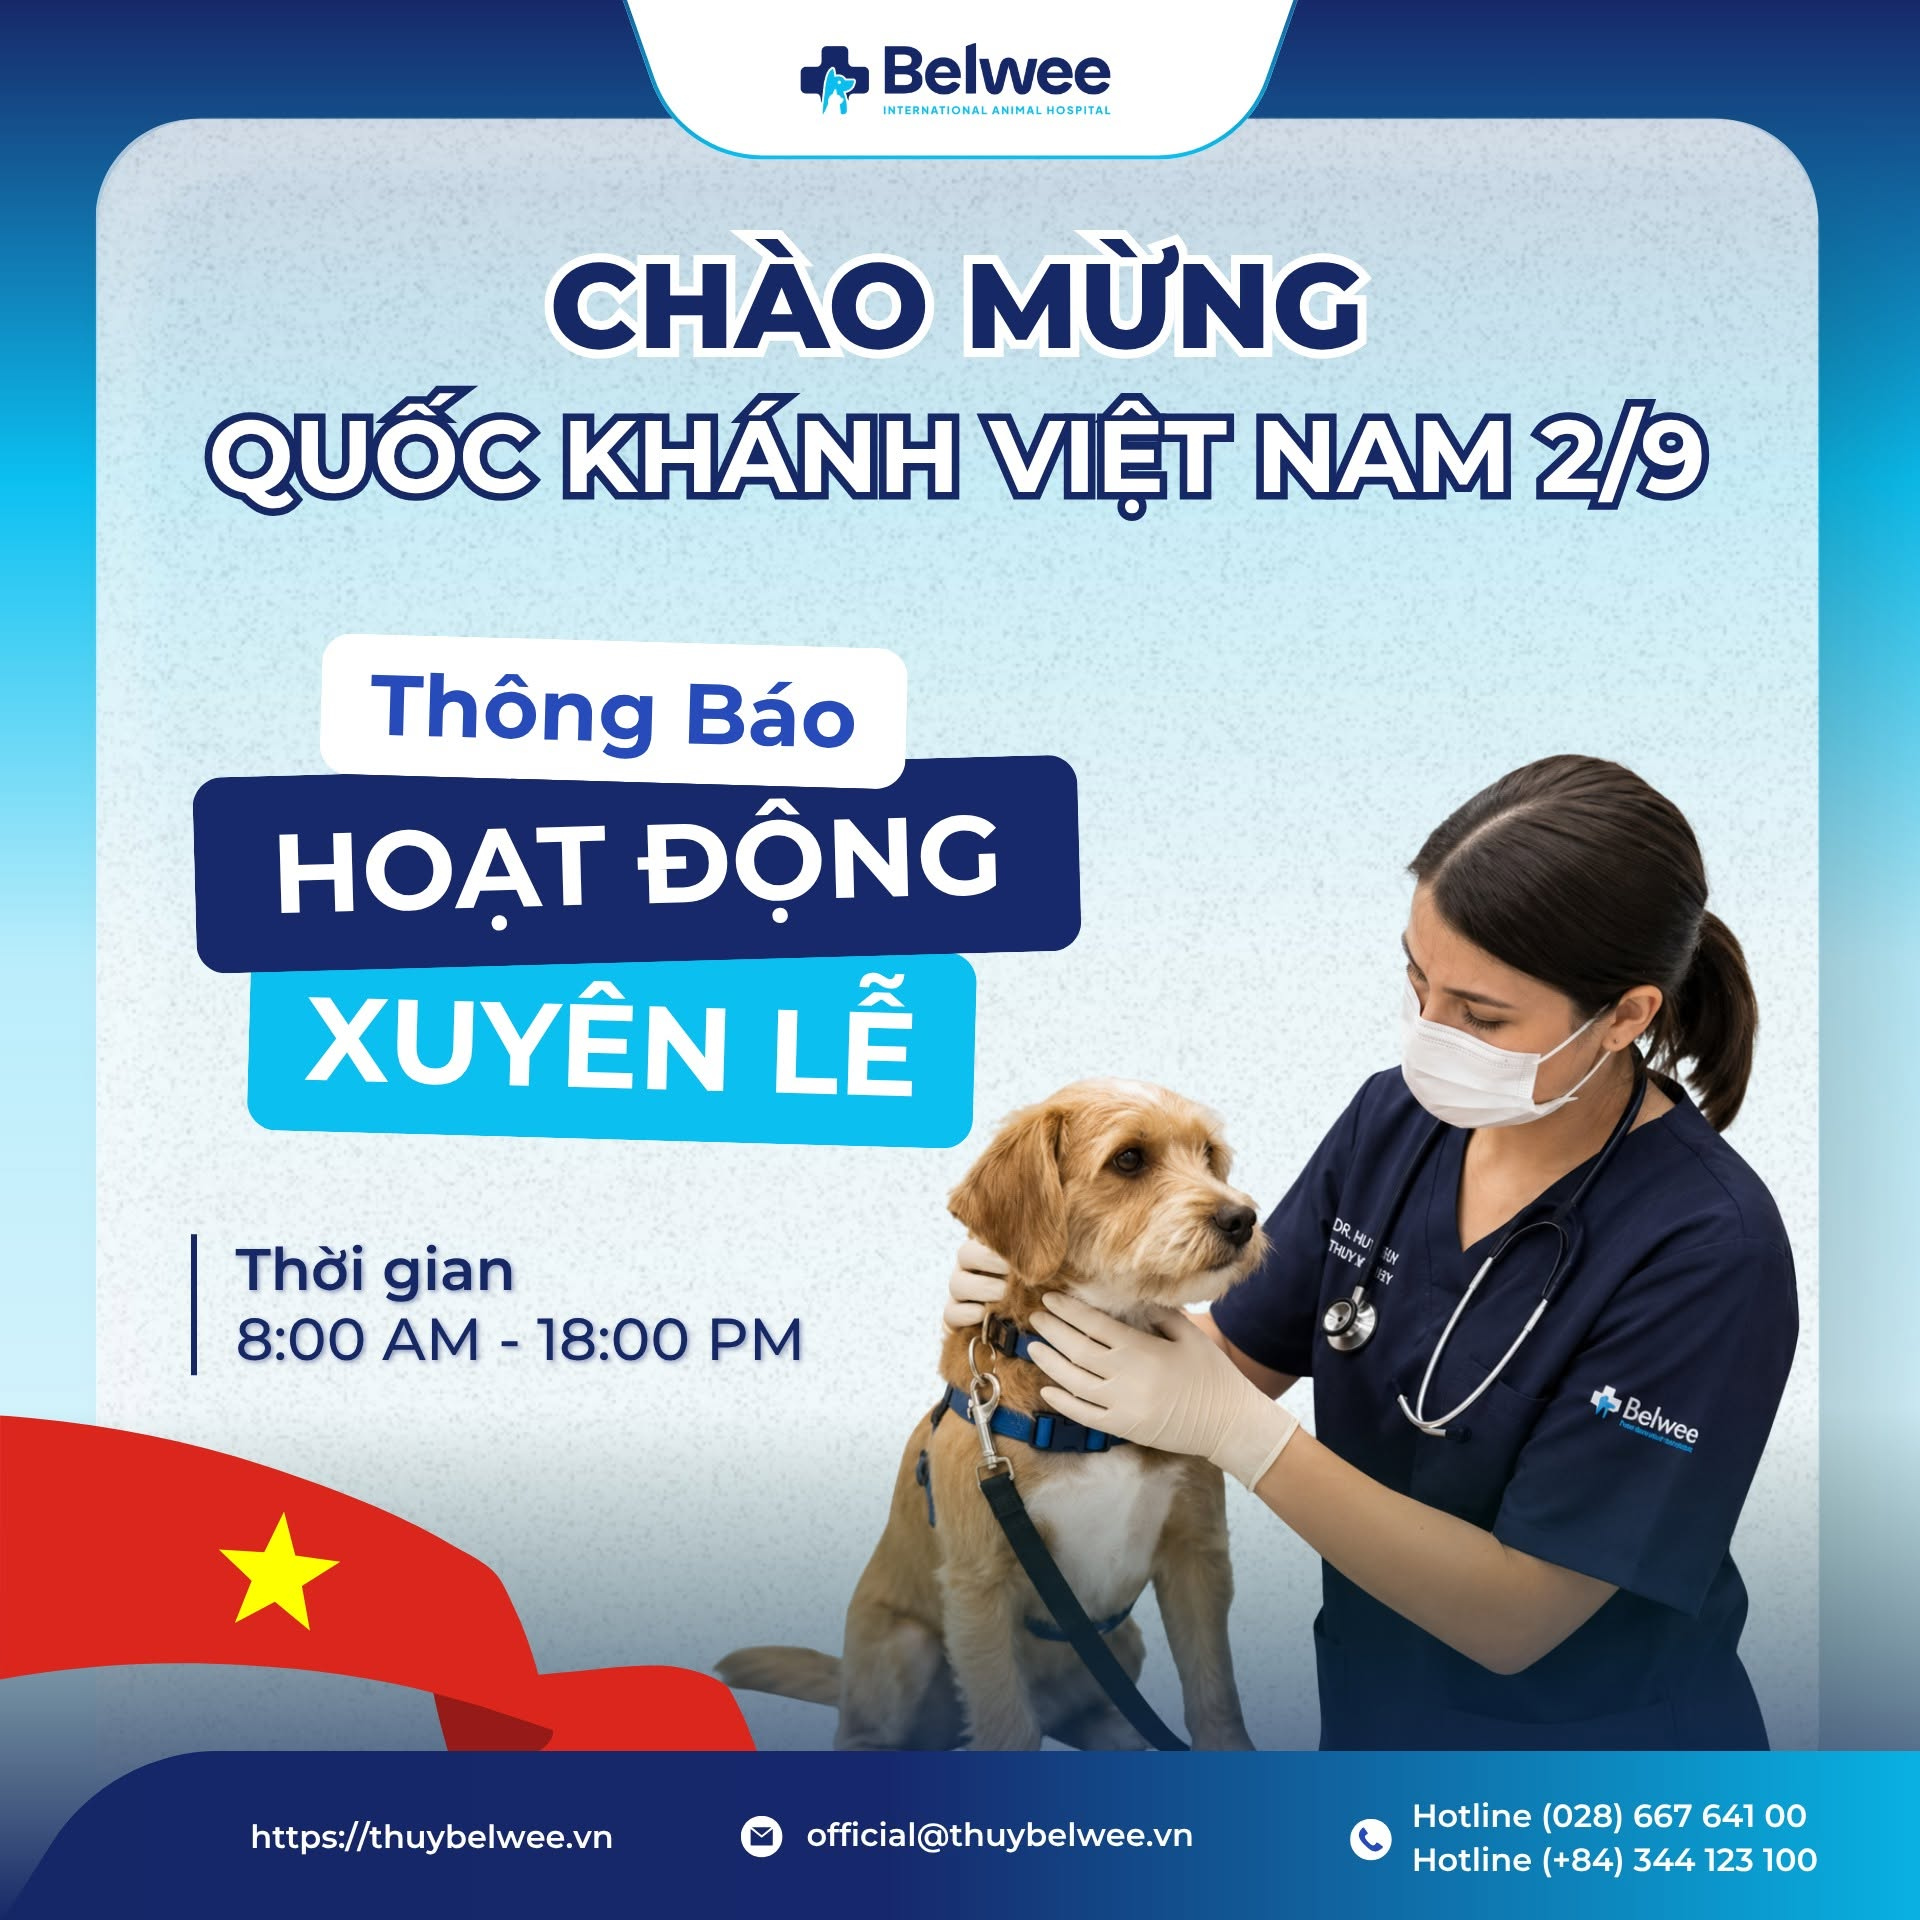 Belwee
INTERNATIONAL ANIMAL HOSPITAL
CHÀO MỪNG
QUỐC KHÁNH VIỆT NAM 2/9
Thông Báo
HOẠT ĐỘNG
XUYÊN LỄ
Thời gian
8:00 AM - 18:00 PM
DR.
Belwee
https://thuybelwee.vn
official@thuybelwee.vn
Hotline (028) 667 641 00
Hotline (+84) 344 123 100